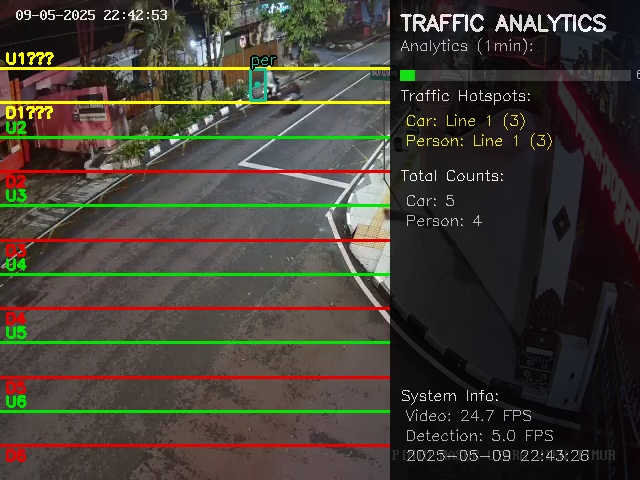 09-05-2025 22:42:53
TRAFFIC ANALYTICS
Analytics (1min):
6
U1???
per
Traffic Hotspots:
D1???
Car: Line 1 (3)
U2
Person: Line 1 (3)
D2
Total Counts:
U3
Car: 5
Person: 4
D3
U4
D4
U5
D5
System Info:
U6
Video: 24.7 FPS
Detection: 5.0 FPS
D6
2025-05-09 22:43:26